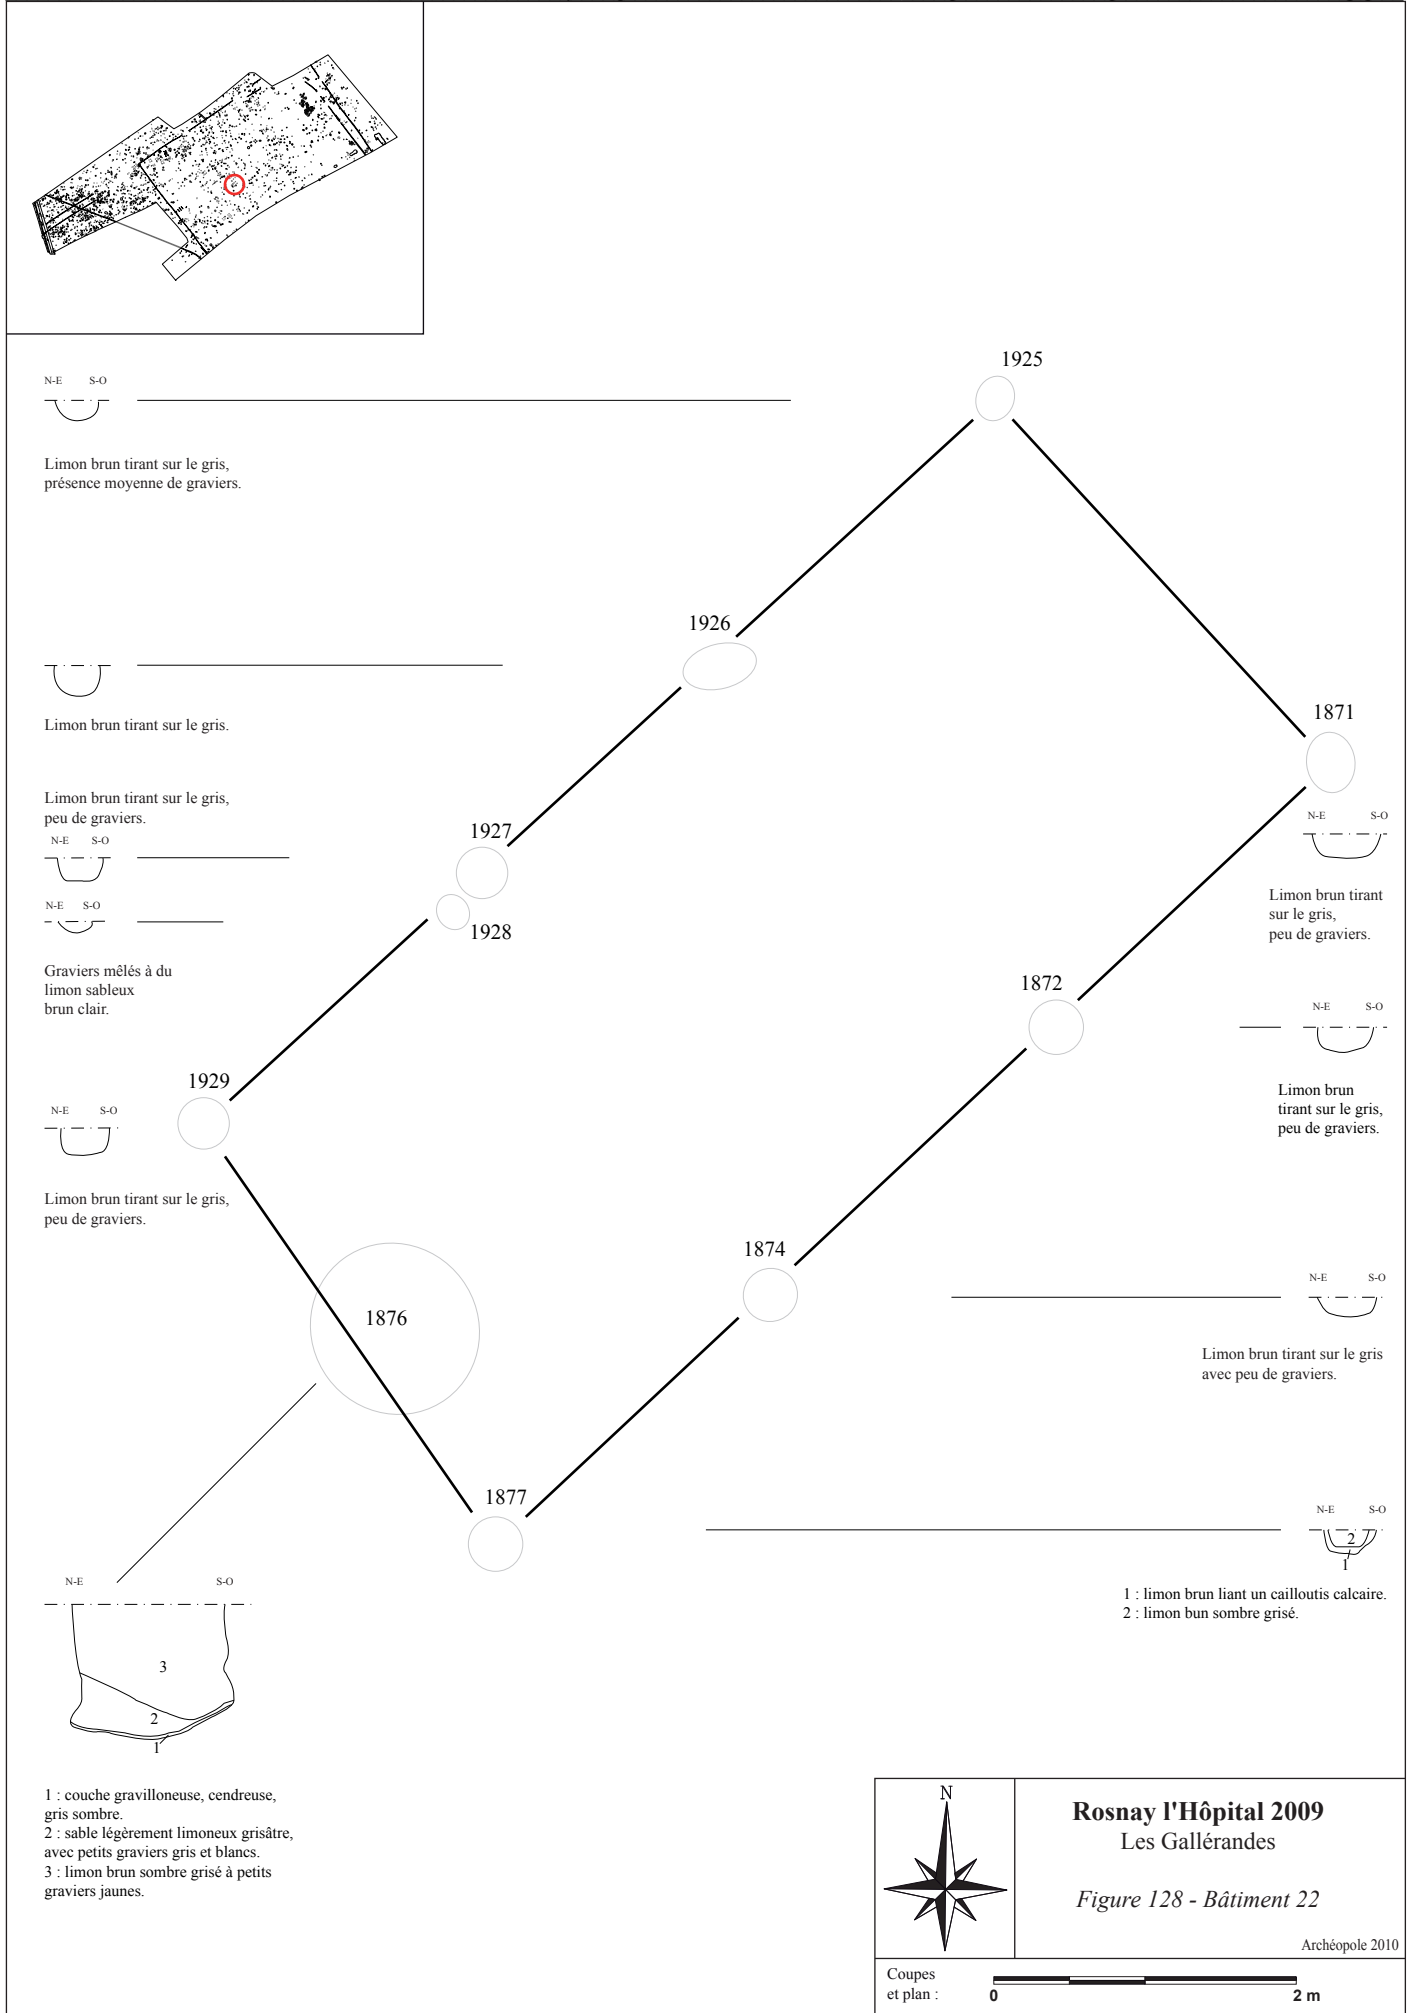 1925
N-E S-O
Limon brun tirant sur le gris,
présence moyenne de graviers.
1926
Limon brun tirant sur le gris.
1871
N-E S-O
Limon brun tirant
sur le gris,
peu de graviers.
Limon brun tirant sur le gris,
peu de graviers.
N-E S-O
1927
N-E S-O
1928
Graviers mêlés à du
limon sableux
brun clair.
1872
N-E S-O
Limon brun
tirant sur le gris,
peu de graviers.
1929
N-E S-O
Limon brun tirant sur le gris,
peu de graviers.
1874
N-E S-O
Limon brun tirant sur le gris
avec peu de graviers.
1876
1877
N-E S-O
2
1
1 : limon brun liant un cailloutis calcaire.
2 : limon bun sombre grisé.
N-E S-O
3
2
1
1 : couche gravilloneuse, cendreuse,
gris sombre.
2 : sable légèrement limoneux grisâtre,
avec petits graviers gris et blancs.
3 : limon brun sombre grisé à petits
graviers jaunes.
N
Rosnay l'Hôpital 2009
Les Gallérandes
Figure 128 - Bâtiment 22
Archéopole 2010
Coupes
et plan :
0 2 m